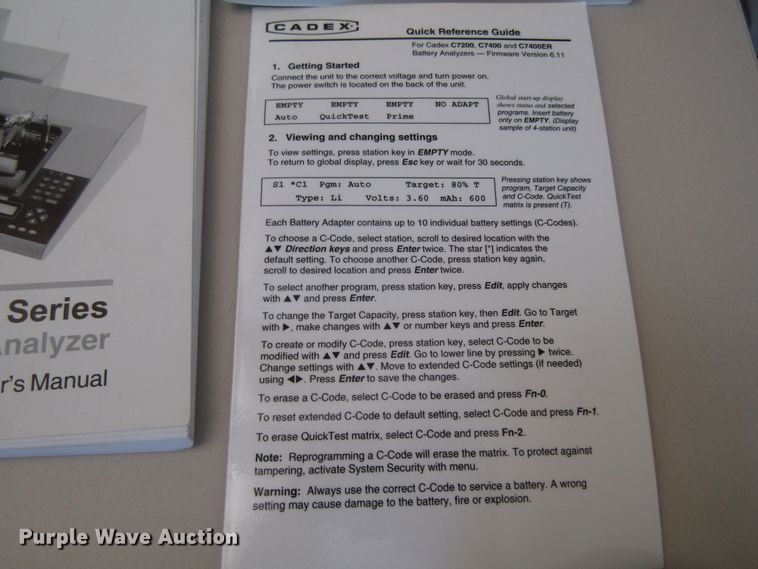 CADEX
Quick Reference Guide
For Cadex C7200, C7400 and C7400ER
Battery Analyzers — Firmware Version 6.11
1. Getting Started
Connect the unit to the correct voltage and turn power on.
The power switch is located on the back of the unit.
EMPTY EMPTY EMPTY NO ADAPT
Auto QuickTest Prime
Global start-up display
shows status and selected
programs. Insert battery
only on EMPTY. (Display
sample of 4-station unit)
2. Viewing and changing settings
To view settings, press station key in EMPTY mode.
To return to global display, press Esc key or wait for 30 seconds.
S1 *C1 Pgm: Auto Target: 80% T
Type: Li Volts: 3.60 mAh: 600
Pressing station key shows
program, Target Capacity
and C-Code. QuickTest
matrix is present (T).
Each Battery Adapter contains up to 10 individual battery settings (C-Codes).
To choose a C-Code, select station, scroll to desired location with the
▲▼ Direction keys and press Enter twice. The star [*] indicates the
default setting. To choose another C-Code, press station key again,
scroll to desired location and press Enter twice.
To select another program, press station key, press Edit, apply changes
with ▲▼ and press Enter.
To change the Target Capacity, press station key, then Edit. Go to Target
with ▶, make changes with ▲▼ or number keys and press Enter.
To create or modify C-Code, press station key, select C-Code to be
modified with ▲▼ and press Edit. Go to lower line by pressing ▶ twice.
Change settings with ▲▼. Move to extended C-Code settings (if needed)
using ◀▶. Press Enter to save the changes.
To erase a C-Code, select C-Code to be erased and press Fn-0.
To reset extended C-Code to default setting, select C-Code and press Fn-1.
To erase QuickTest matrix, select C-Code and press Fn-2.
Note: Reprogramming a C-Code will erase the matrix. To protect against
tampering, activate System Security with menu.
Warning: Always use the correct C-Code to service a battery. A wrong
setting may cause damage to the battery, fire or explosion.
Series
nalyzer
r's Manual
Purple Wave Auction